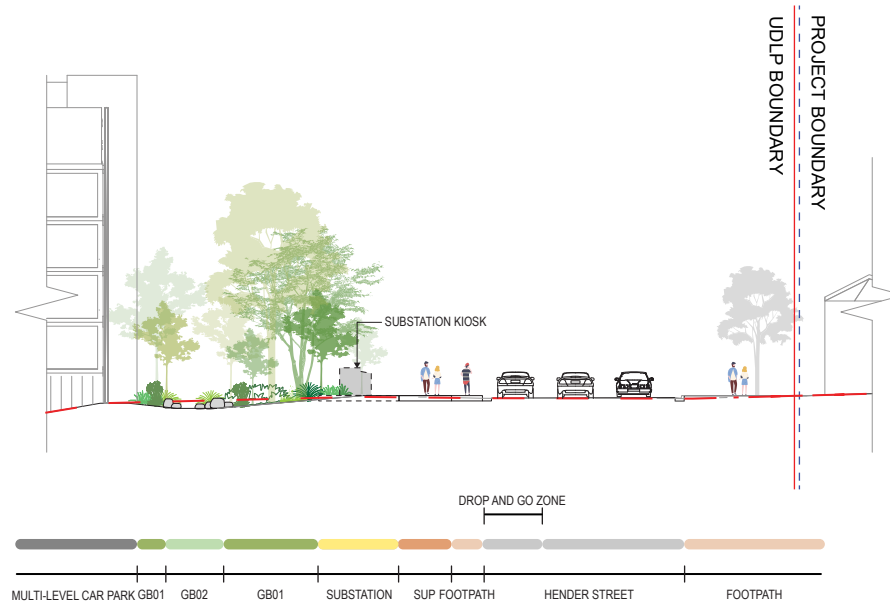 PROJECT BOUNDARY
UDLP BOUNDARY
SUBSTATION KIOSK
DROP AND GO ZONE
MULTI-LEVEL CAR PARK GB01 GB02 GB01 SUBSTATION SUP FOOTPATH HENDER STREET FOOTPATH